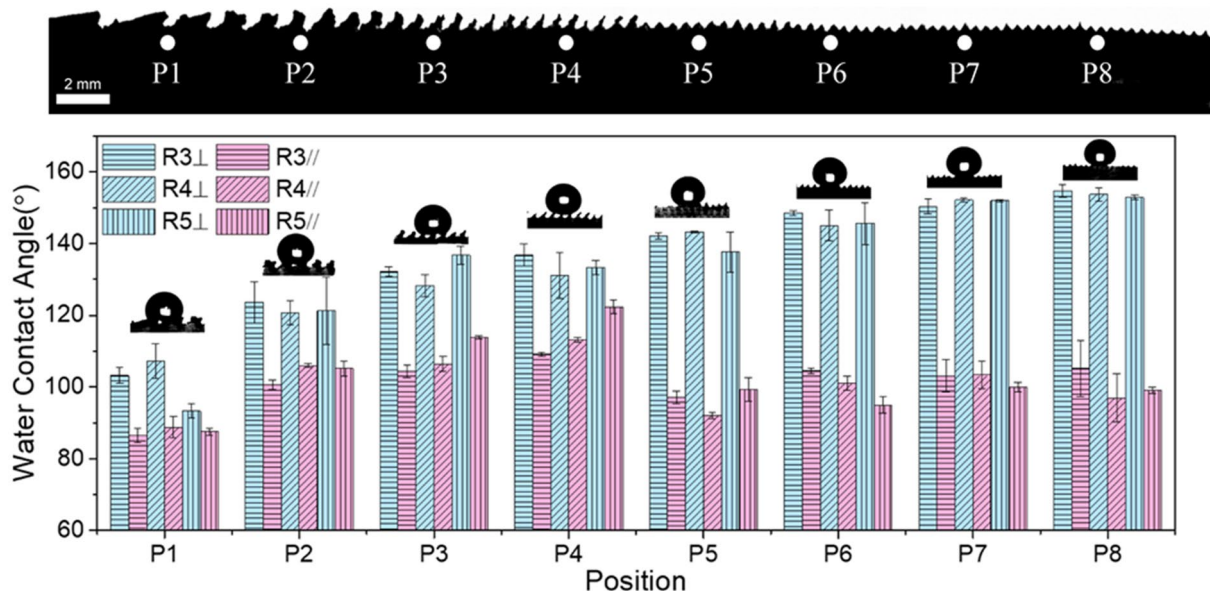 P1 P2 P3 P4 P5 P6 P7 P8
2 mm
Water Contact Angle(°)
160
140
120
100
80
60
R3⊥ R3//
R4⊥ R4//
R5⊥ R5//
P1 P2 P3 P4 P5 P6 P7 P8
Position